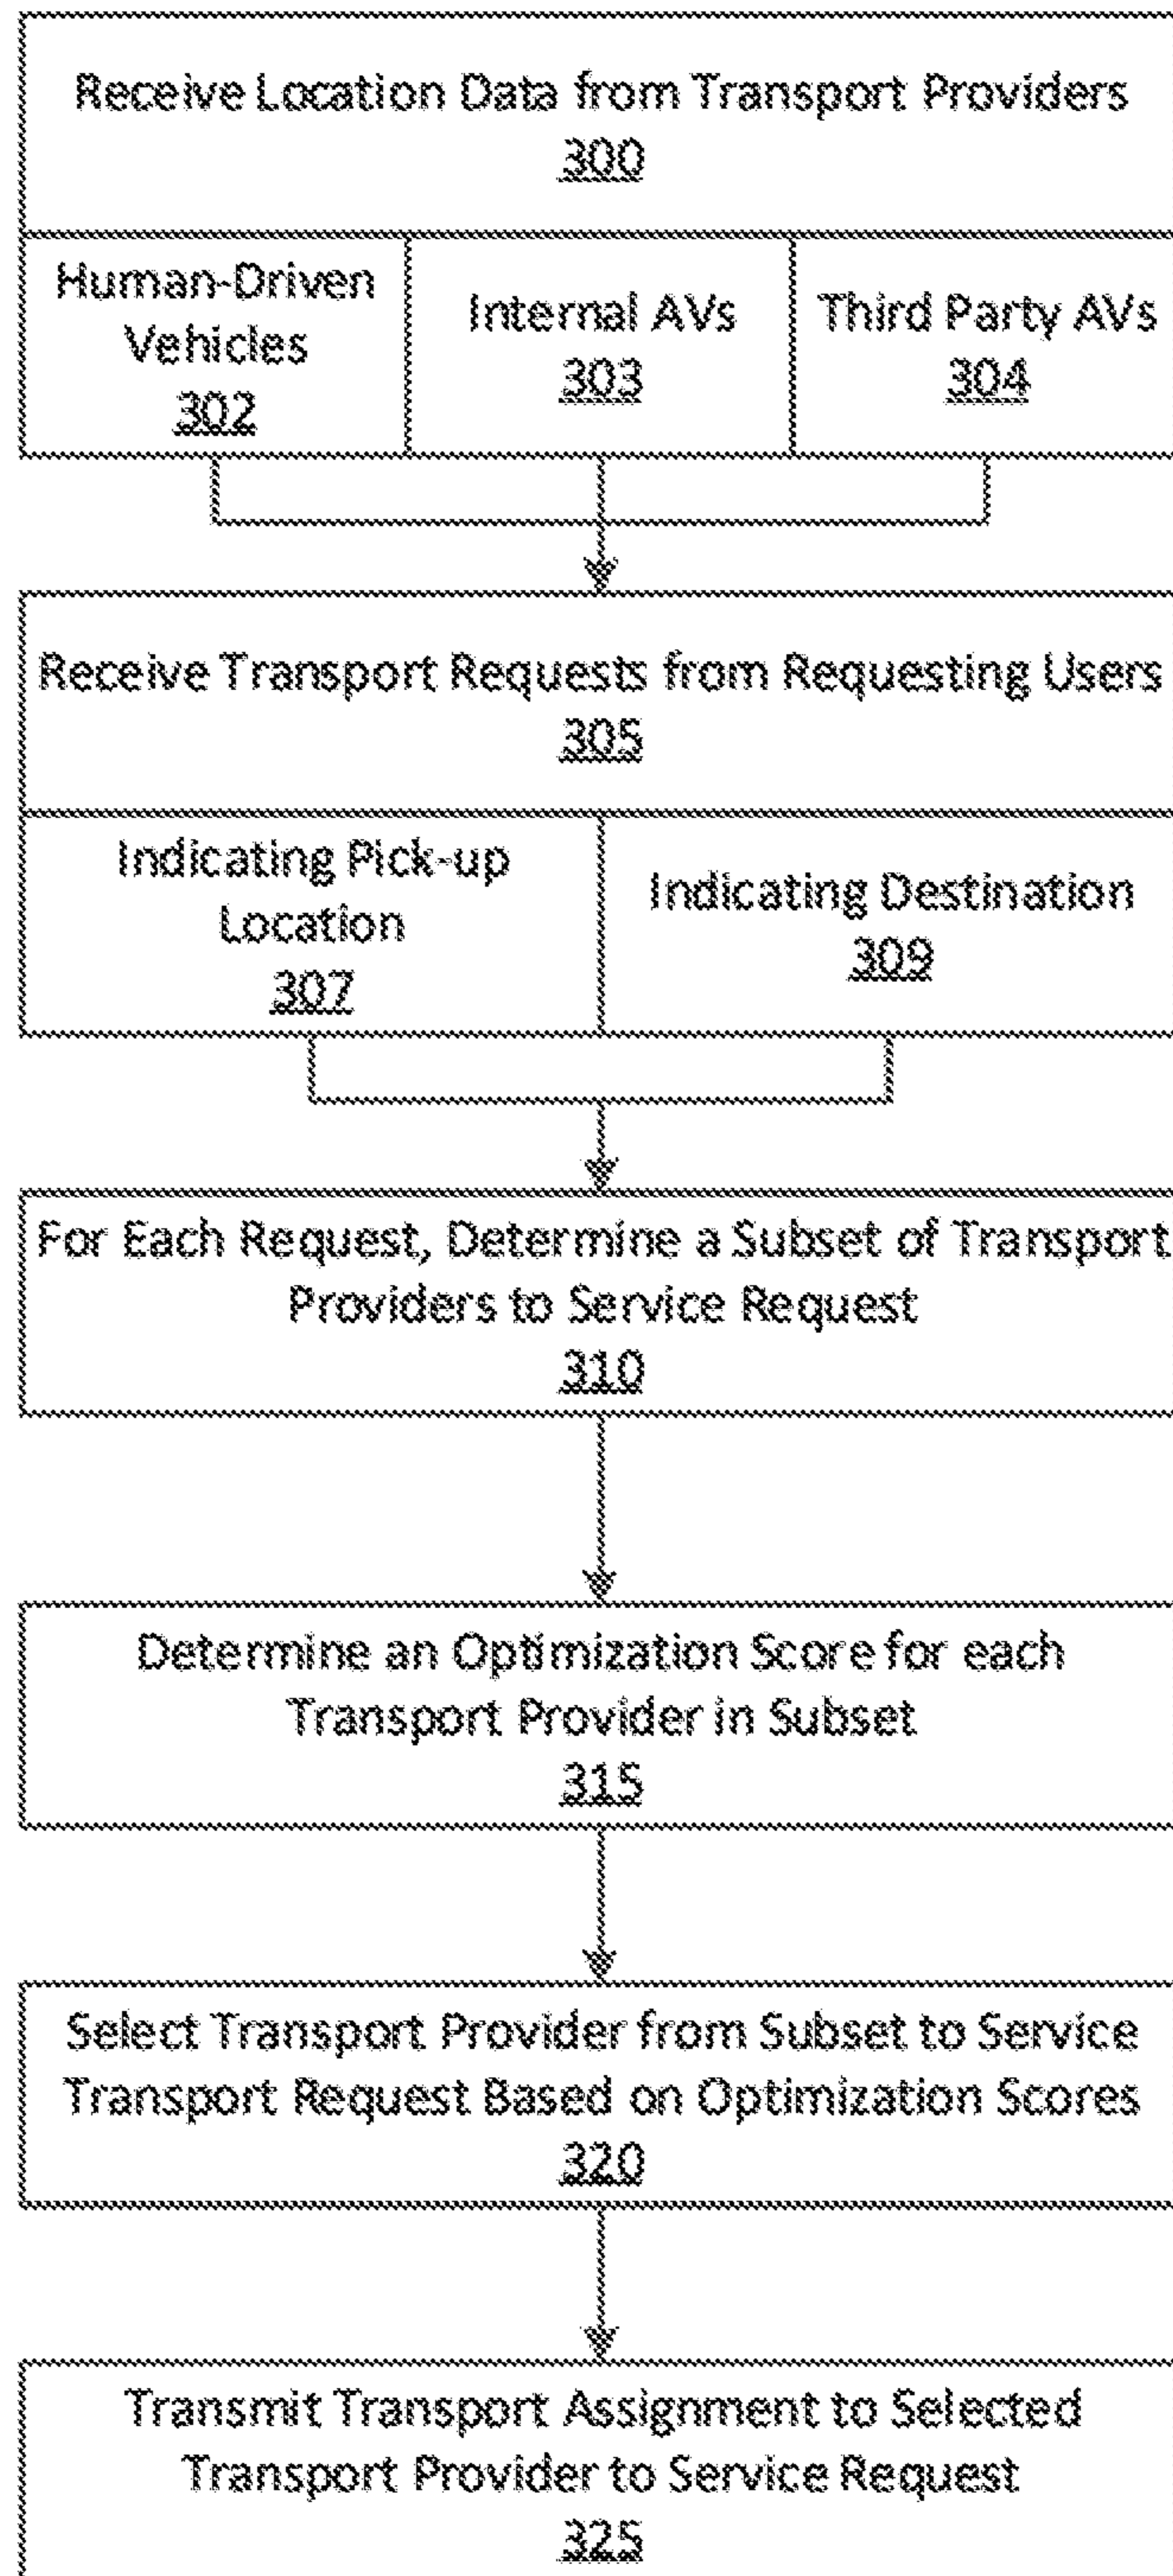 Receive Location Data from Transport Providers
300
Human-Driven
Vehicles
302
Internal AVs
303
Third Party AVs
304
Receive Transport Requests from Requesting Users
305
Indicating Pick-up
Location
307
Indicating Destination
309
For Each Request, Determine a Subset of Transport
Providers to Service Request
310
Determine an Optimization Score for each
Transport Provider in Subset
315
Select Transport Provider from Subset to Service
Transport Request Based on Optimization Scores
320
Transmit Transport Assignment to Selected
Transport Provider to Service Request
325